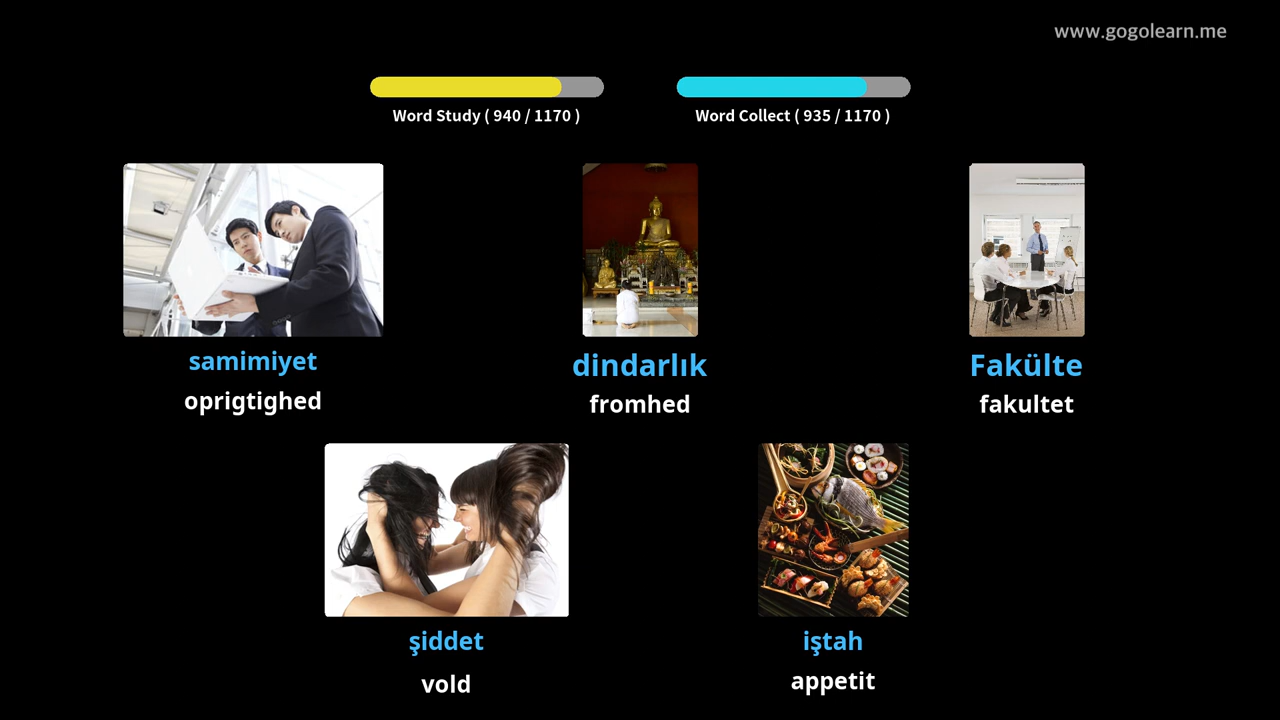 www.gogolearn.me
Word Study ( 940 / 1170 )
Word Collect ( 935 / 1170 )
samimiyet
oprigtighed
dindarlık
fromhed
Fakülte
fakultet
şiddet
vold
iştah
appetit